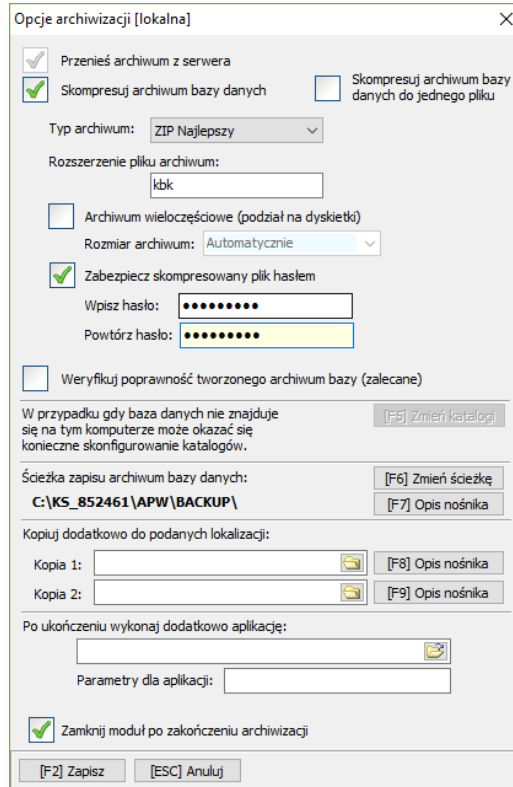 Opcje archiwizacji [lokalna]
Przenieś archiwum z serwera
Skompresuj archiwum bazy danych
Skompresuj archiwum bazy
danych do jednego pliku
Typ archiwum: ZIP Najlepszy
Rozszerzenie pliku archiwum:
kbk
Archiwum wieloczęściowe (podział na dyskietki)
Rozmiar archiwum: Automatycznie
Zabezpiecz skompresowany plik hasłem
Wpisz hasło: ●●●●●●●●●
Powtórz hasło: ●●●●●●●●●
Weryfikuj poprawność tworzonego archiwum bazy (zalecane)
W przypadku gdy baza danych nie znajduje
się na tym komputerze może okazać się
konieczne skonfigurowanie katalogów.
[F5] Zmień katalogi
Ścieżka zapisu archiwum bazy danych:
[F6] Zmień ścieżkę
C:\KS_852461\APW\BACKUP\
[F7] Opis nośnika
Kopiuj dodatkowo do podanych lokalizacji:
Kopia 1:
[F8] Opis nośnika
Kopia 2:
[F9] Opis nośnika
Po ukończeniu wykonaj dodatkowo aplikację:
Parametry dla aplikacji:
Zamknij moduł po zakończeniu archiwizacji
[F2] Zapisz
[ESC] Anuluj